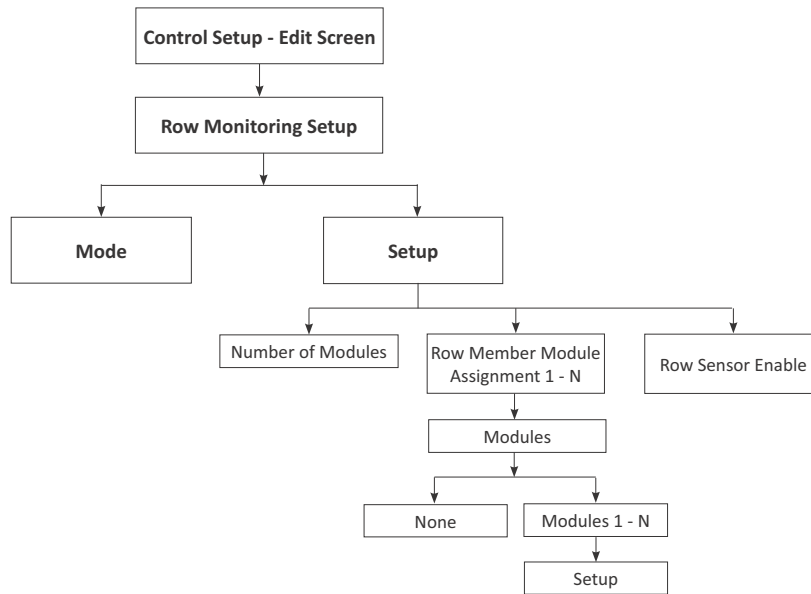 Control Setup - Edit Screen
Row Monitoring Setup
Mode
Setup
Number of Modules
Row Member Module
Assignment 1 - N
Row Sensor Enable
Modules
None
Modules 1 - N
Setup